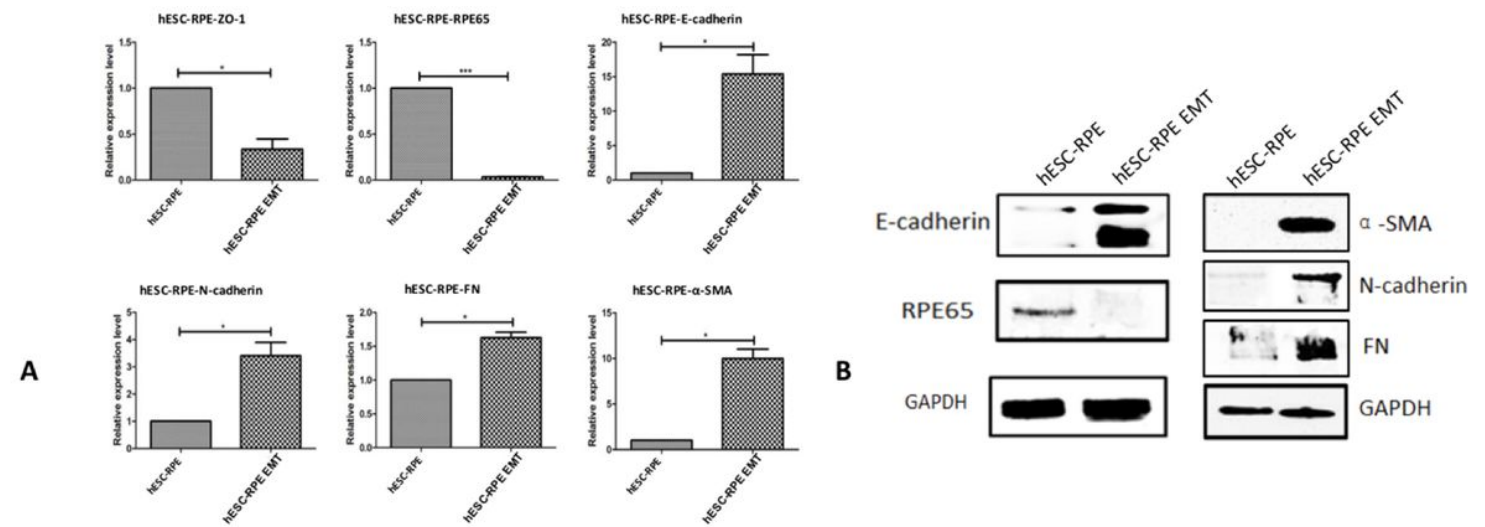 hESC-RPE-ZO-1
Relative expression level
1.5
1.0
0.5
0.0
*
hESC-RPE
hESC-RPE EMT
hESC-RPE-RPE65
Relative expression level
1.5
1.0
0.5
0.0
***
hESC-RPE
hESC-RPE EMT
hESC-RPE-E-cadherin
Relative expression level
20
15
10
5
0
*
hESC-RPE
hESC-RPE EMT
hESC-RPE-N-cadherin
Relative expression level
5
4
3
2
1
0
*
hESC-RPE
hESC-RPE EMT
hESC-RPE-FN
Relative expression level
2.0
1.5
1.0
0.5
0.0
*
hESC-RPE
hESC-RPE EMT
hESC-RPE-α-SMA
Relative expression level
15
10
5
0
*
hESC-RPE
hESC-RPE EMT
A
B
hESC-RPE
hESC-RPE EMT
E-cadherin
RPE65
GAPDH
hESC-RPE
hESC-RPE EMT
α -SMA
N-cadherin
FN
GAPDH